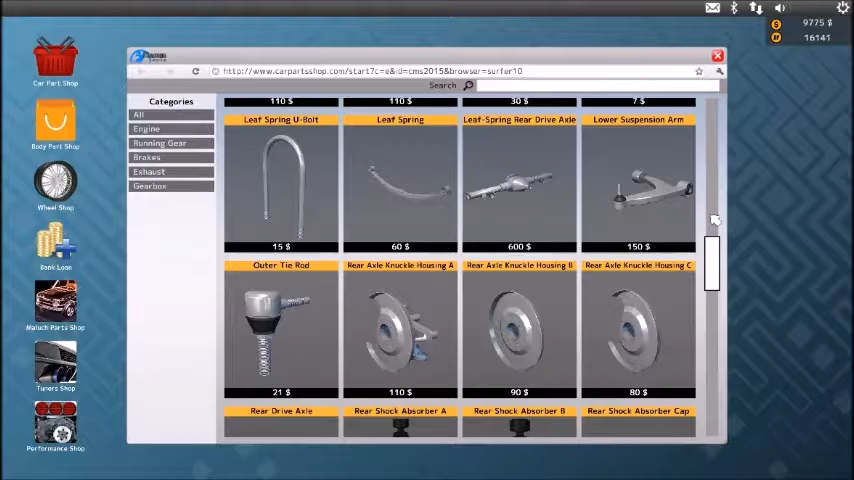 9775 $
16141
http://www.carpartsshop.com/start?c=e&id=cms2015&browser=surfer10
Search
Categories
All
Engine
Running Gear
Brakes
Exhaust
Gearbox
Car Part Shop
Body Part Shop
Wheel Shop
Bank Loan
Maluch Parts Shop
Tuners Shop
Performance Shop
110 $ 110 $ 30 $ 7 $
Leaf Spring U-Bolt Leaf Spring Leaf-Spring Rear Drive Axle Lower Suspension Arm
15 $ 60 $ 600 $ 150 $
Outer Tie Rod Rear Axle Knuckle Housing A Rear Axle Knuckle Housing B Rear Axle Knuckle Housing C
21 $ 110 $ 90 $ 80 $
Rear Drive Axle Rear Shock Absorber A Rear Shock Absorber B Rear Shock Absorber Cap